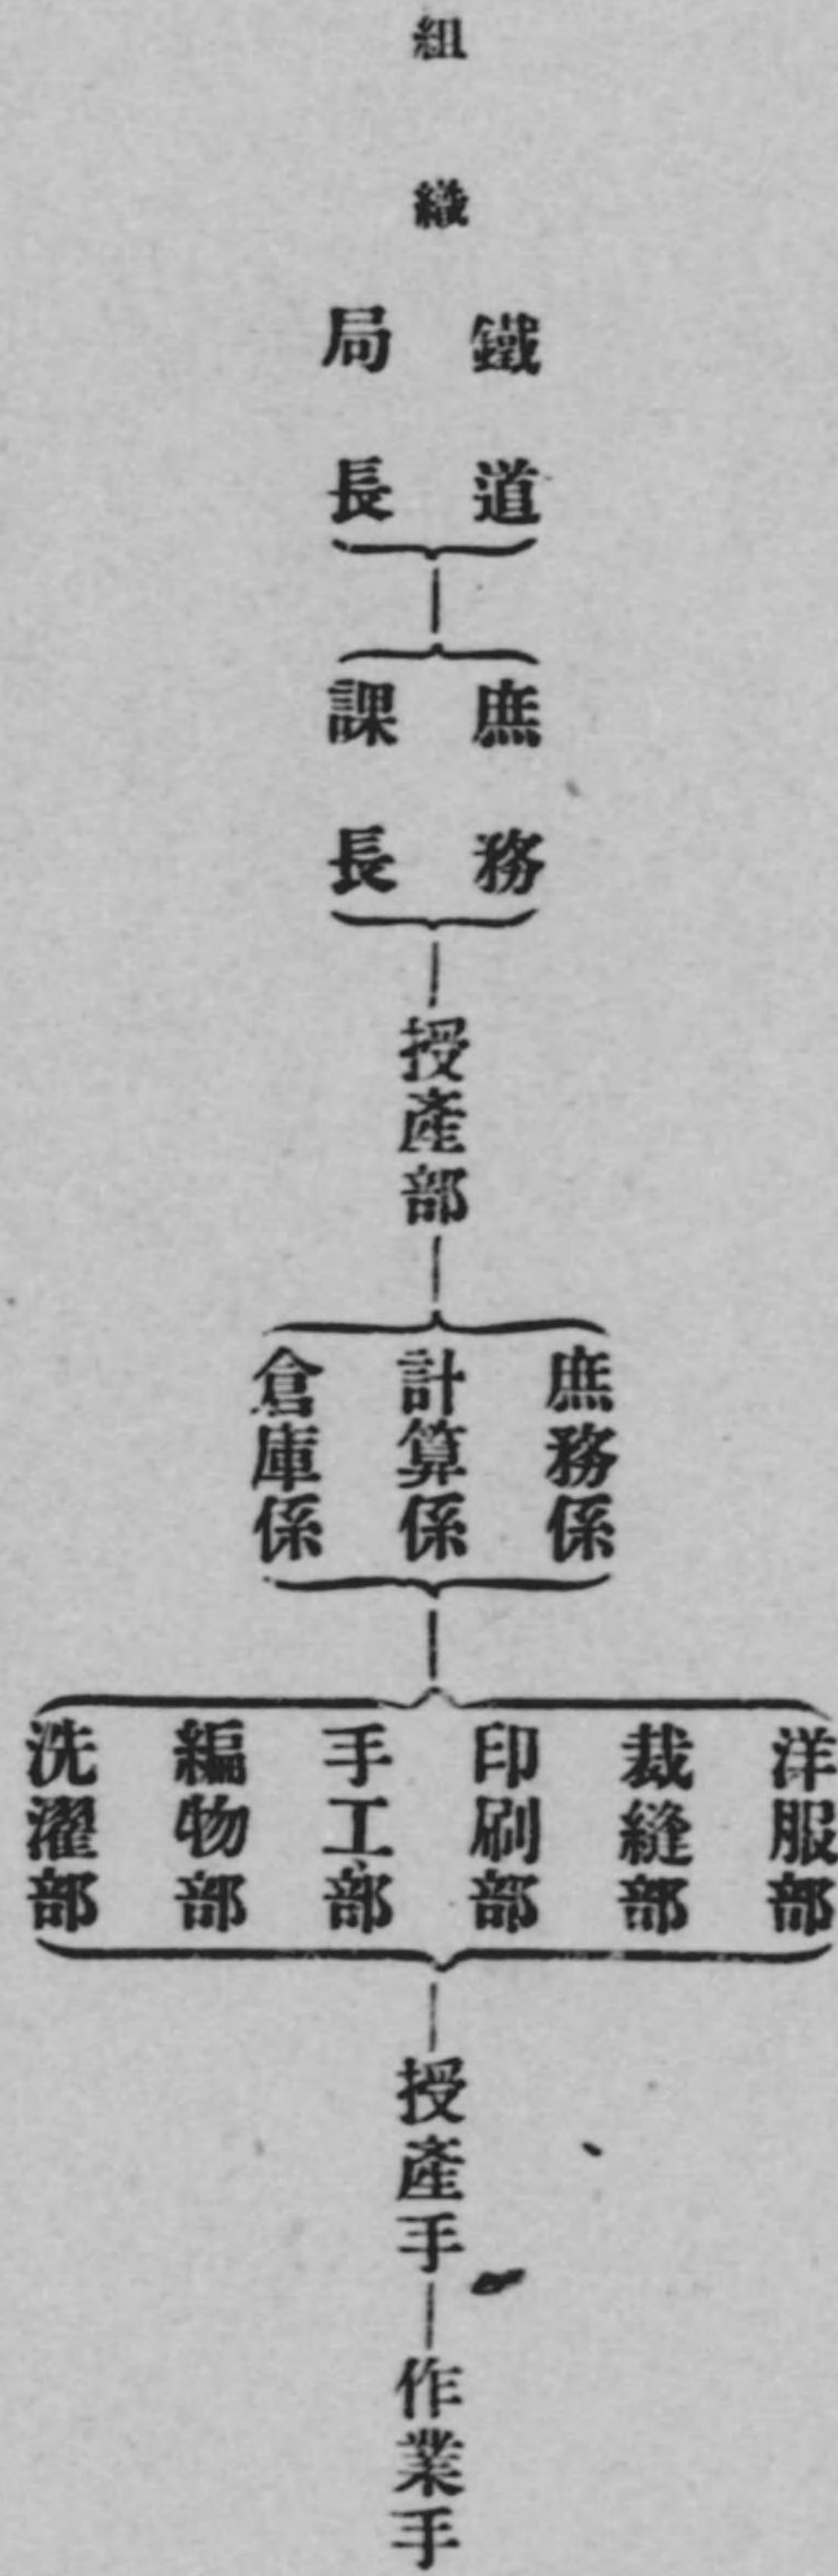 組織
鐵道
局長
庶務
課長
授產部
庶務係
計算係
倉庫係
洋服部
裁縫部
印刷部
手工部
編物部
洗濯部
授產手
作業手